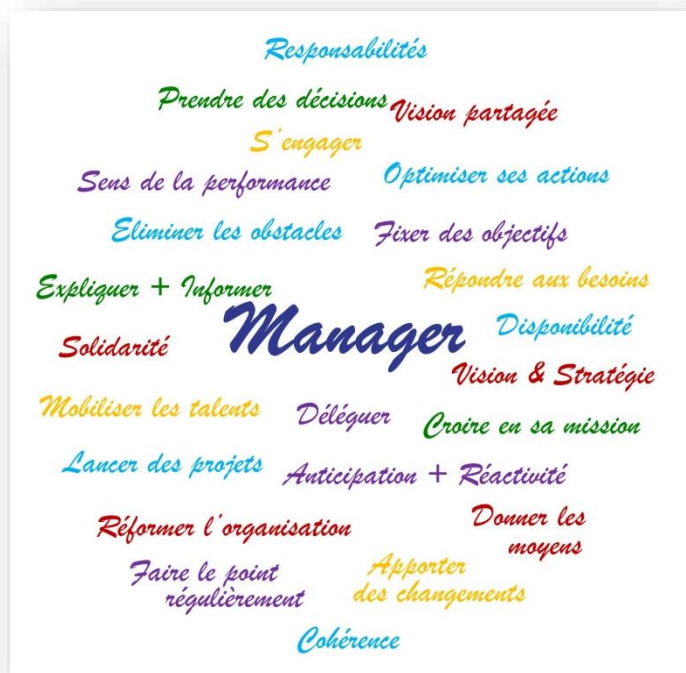 Responsabilités
Prendre des décisions
Vision partagée
S'engager
Sens de la performance
Optimiser ses actions
Eliminer les obstacles
Fixer des objectifs
Expliquer + Informer
Répondre aux besoins
Manager
Disponibilité
Solidarité
Vision & Stratégie
Mobiliser les talents
Déléguer
Croire en sa mission
Lancer des projets
Anticipation + Réactivité
Réformer l'organisation
Donner les
moyens
Faire le point
régulièrement
Apporter
des changements
Cohérence